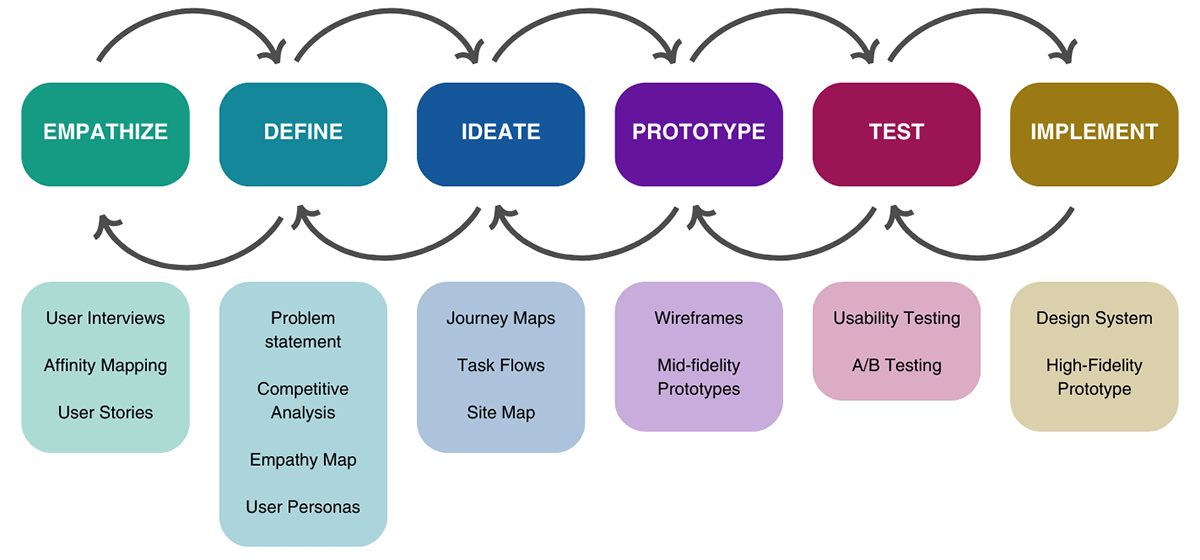 EMPATHIZE
DEFINE
IDEATE
PROTOTYPE
TEST
IMPLEMENT
User Interviews
Affinity Mapping
User Stories
Problem
statement
Competitive
Analysis
Empathy Map
User Personas
Journey Maps
Task Flows
Site Map
Wireframes
Mid-fidelity
Prototypes
Usability Testing
A/B Testing
Design System
High-Fidelity
Prototype